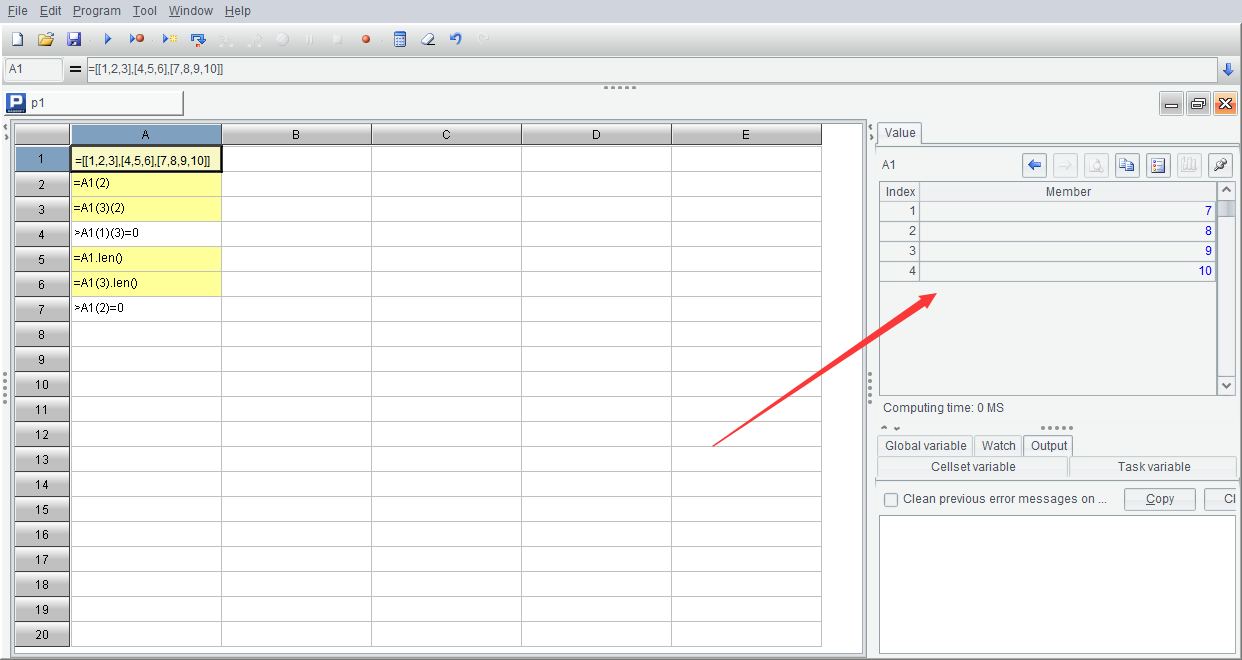 File Edit Program Tool Window Help
A1 = =[[1,2,3],[4,5,6],[7,8,9,10]]
P p1
A B C D E
1 =[[1,2,3],[4,5,6],[7,8,9,10]]
2 =A1(2)
3 =A1(3)(2)
4 >A1(1)(3)=0
5 =A1.len()
6 =A1(3).len()
7 >A1(2)=0
8
9
10
11
12
13
14
15
16
17
18
19
20
Value
A1
Index Member
1 7
2 8
3 9
4 10
Computing time: 0 MS
Global variable Watch Output
Cellset variable Task variable
Clean previous error messages on ... Copy Cl